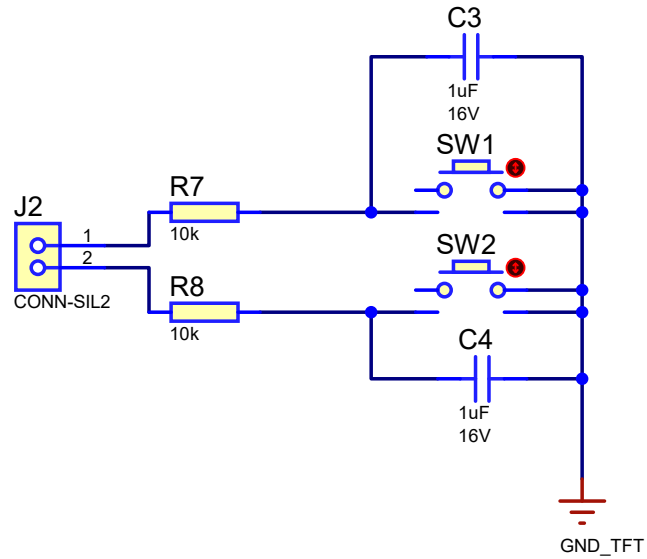 C3
1uF
16V
SW1
R7
10k
J2
1
2
CONN-SIL2
SW2
R8
10k
C4
1uF
16V
GND_TFT